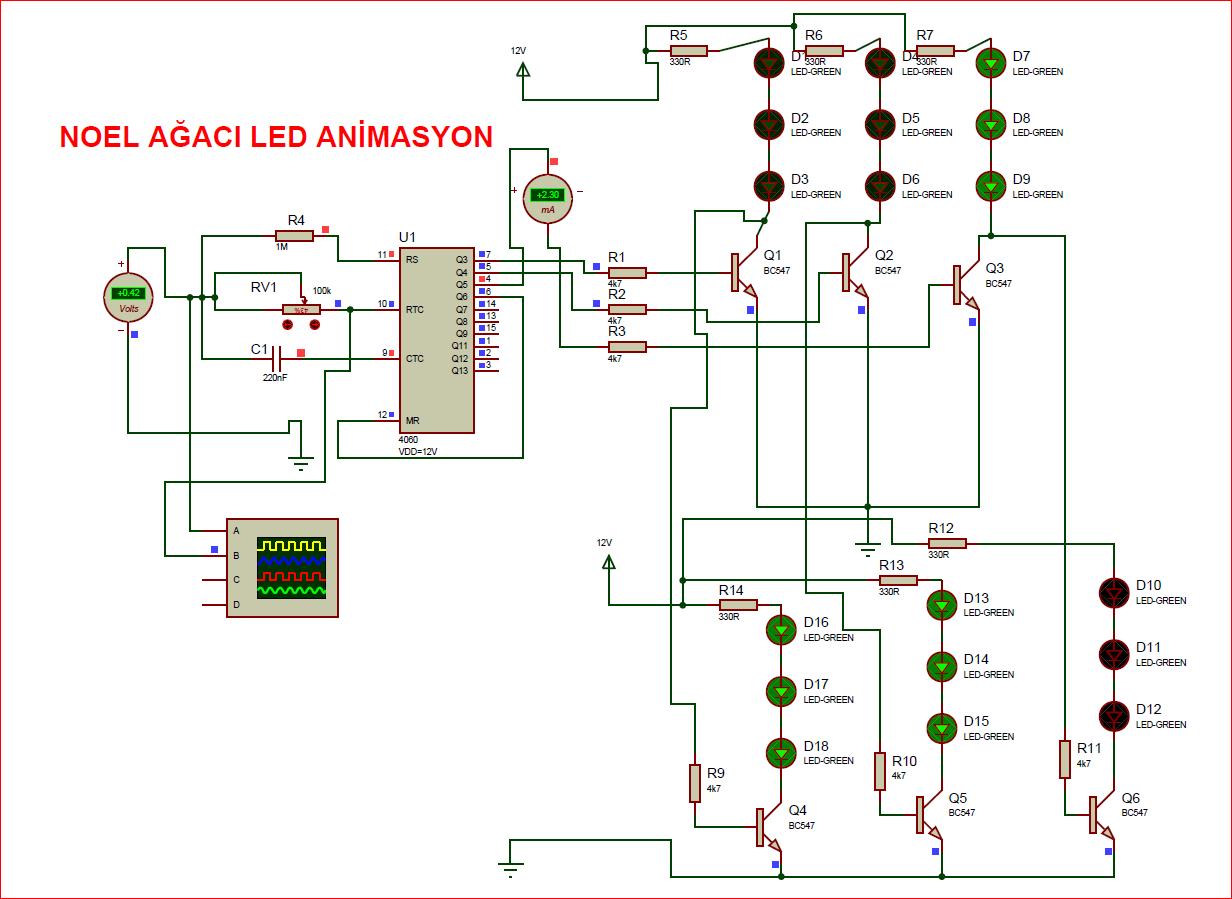 NOEL AĞACI LED ANİMASYON
12V
R5
330R
R6
330R
R7
330R
D1
LED-GREEN
D4
LED-GREEN
D7
LED-GREEN
D2
LED-GREEN
D5
LED-GREEN
D8
LED-GREEN
D3
LED-GREEN
D6
LED-GREEN
D9
LED-GREEN
+ −
+2.30
mA
R4
1M
U1
4060
VDD=12V
11 RS
10 RTC
9 CTC
12 MR
Q3 7
Q4 5
Q5 4
Q6 6
Q7 14
Q8 13
Q9 15
Q11 1
Q12 2
Q13 3
+
+0.42
Volts
−
RV1
100k
43%
C1
220nF
R1
4k7
R2
4k7
R3
4k7
Q1
BC547
Q2
BC547
Q3
BC547
A
B
C
D
12V
R12
330R
R13
330R
R14
330R
D10
LED-GREEN
D11
LED-GREEN
D12
LED-GREEN
D13
LED-GREEN
D14
LED-GREEN
D15
LED-GREEN
D16
LED-GREEN
D17
LED-GREEN
D18
LED-GREEN
R9
4k7
R10
4k7
R11
4k7
Q4
BC547
Q5
BC547
Q6
BC547